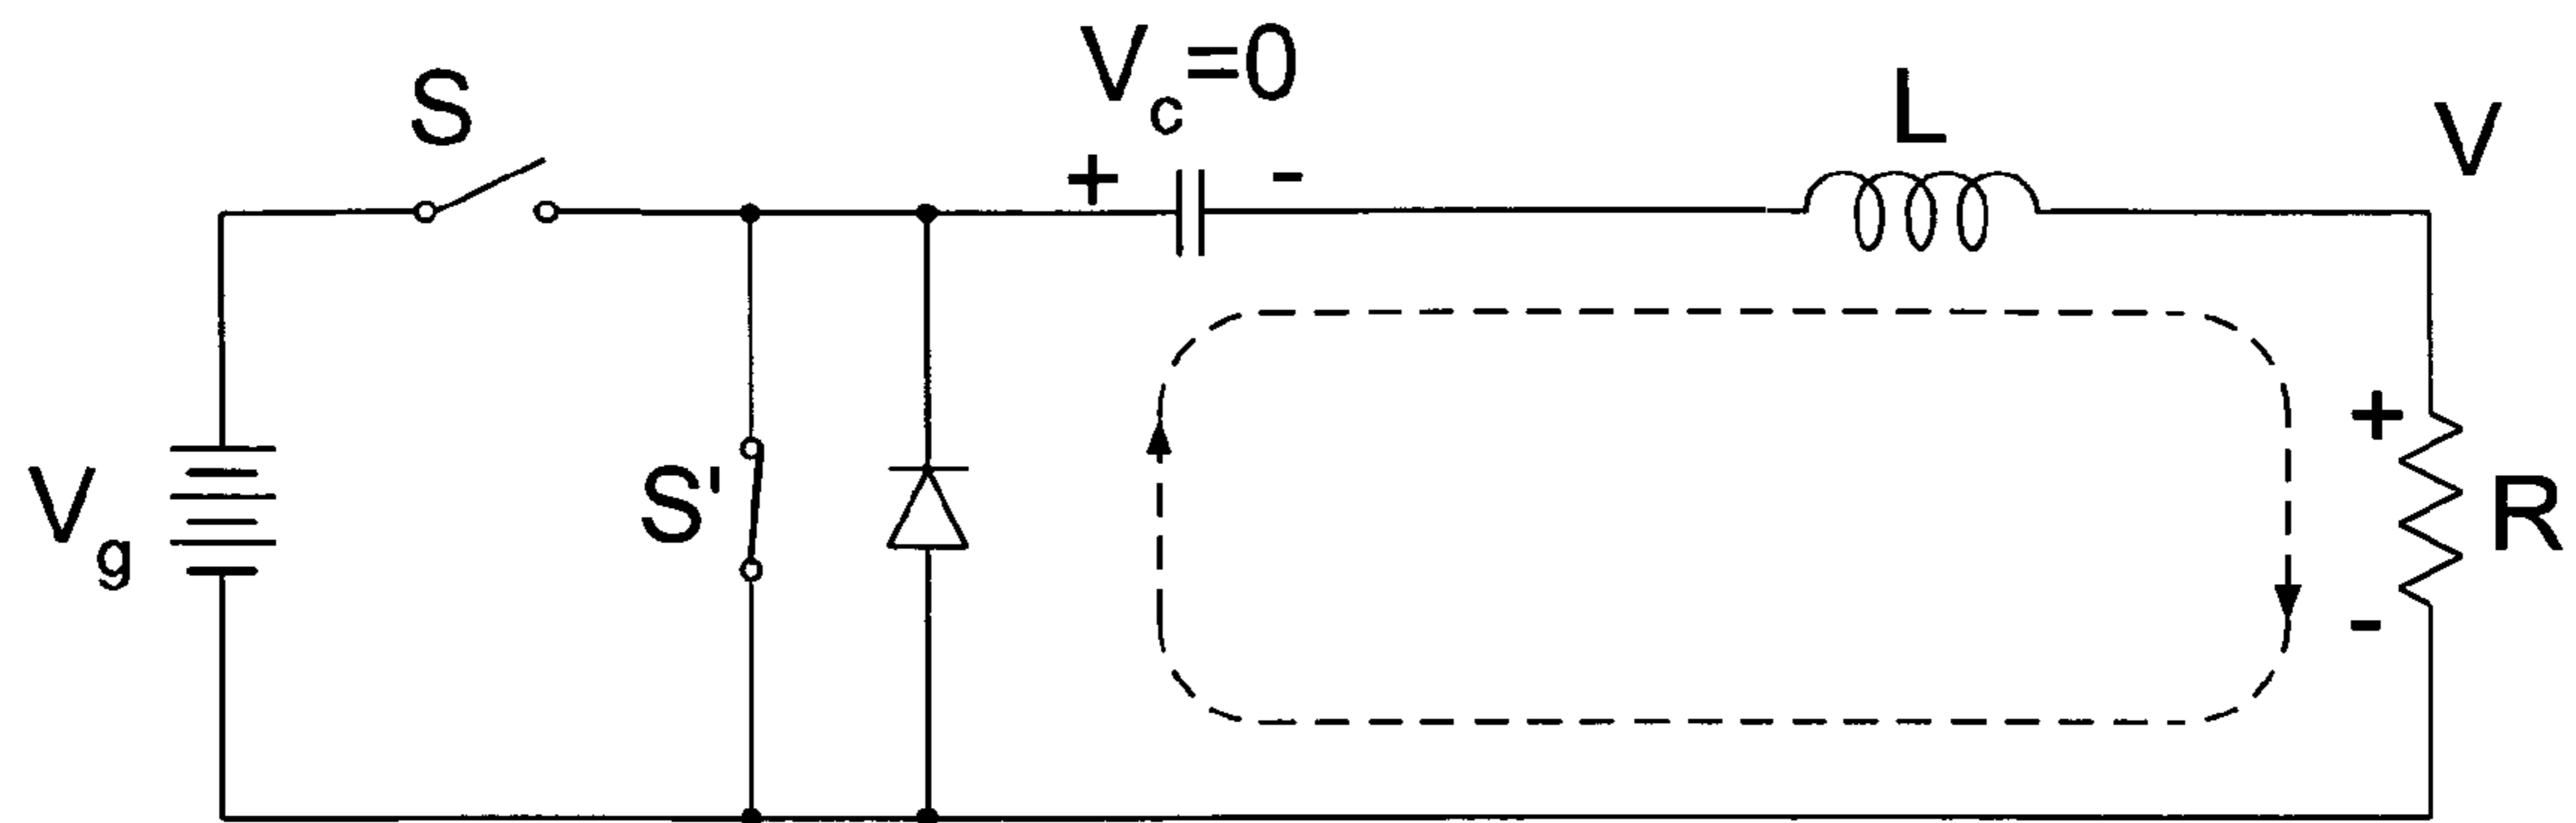 S
+
V_c=0
-
L
V
V_g
S'
+
R
-